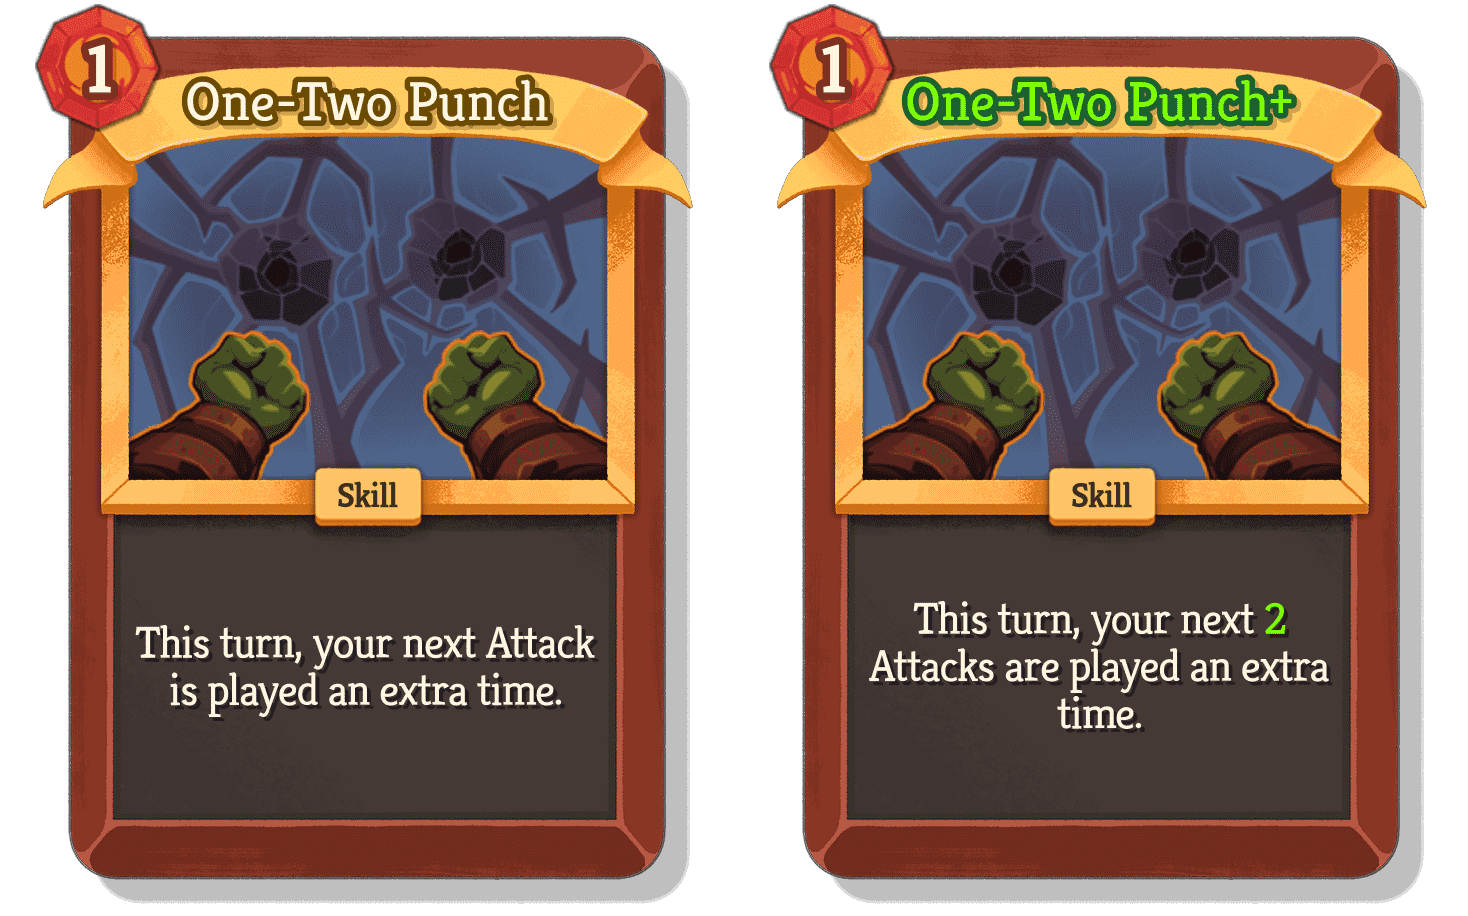 1
One-Two Punch
Skill
This turn, your next Attack
is played an extra time.
1
One-Two Punch+
Skill
This turn, your next 2
Attacks are played an extra
time.